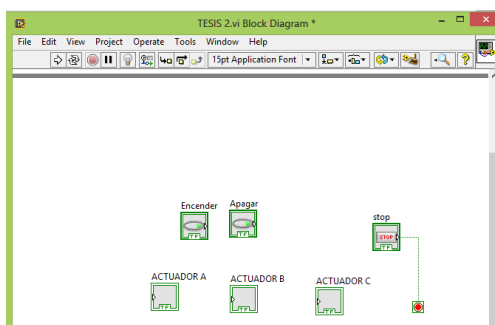 TESIS 2.vi Block Diagram *
File Edit View Project Operate Tools Window Help
15pt Application Font
Encender Apagar
stop
STOP
TF TF TF
ACTUADOR A ACTUADOR B ACTUADOR C
TF TF TF